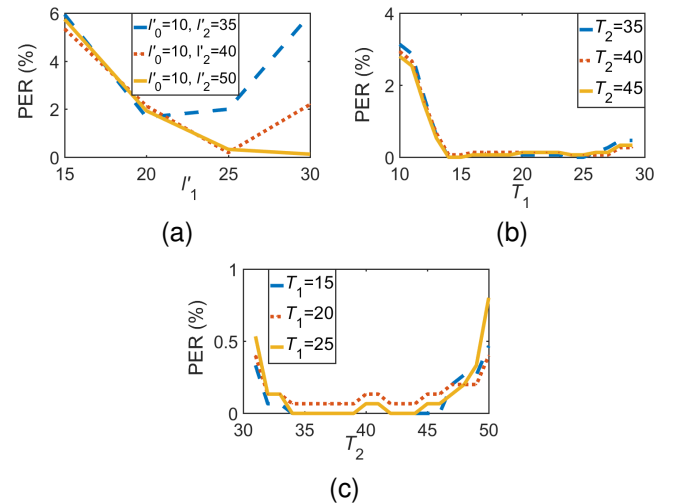 6
4
2
0
PER (%)
l'₀=10, l'₂=35
l'₀=10, l'₂=40
l'₀=10, l'₂=50
15 20 25 30
l'₁
(a)
4
2
0
PER (%)
T₂=35
T₂=40
T₂=45
10 15 20 25 30
T₁
(b)
1
0.5
0
PER (%)
T₁=15
T₁=20
T₁=25
30 35 40 45 50
T₂
(c)